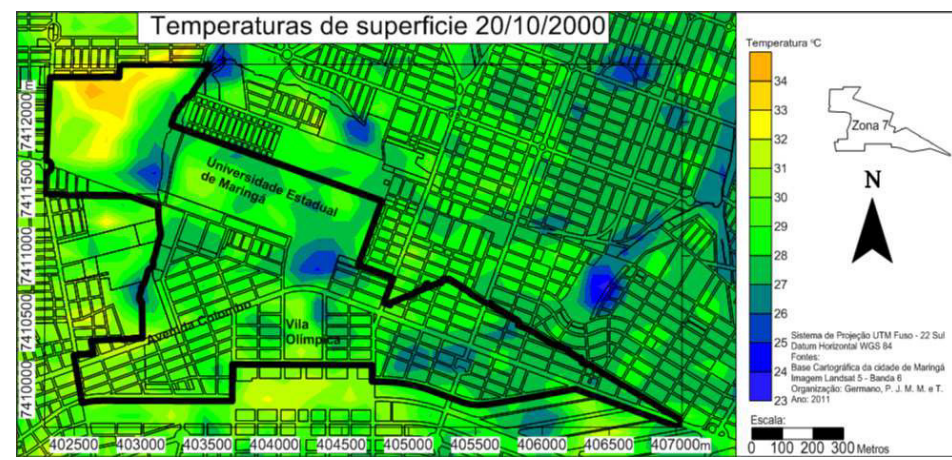 Temperaturas de superficie 20/10/2000
7412000 m
7411500
7411000
7410500
7410000
Universidade Estadual
de Maringá
Avenida Colombo
Vila
Olímpica
402500 403000 403500 404000 404500 405000 405500 406000 406500 407000m
Temperatura ºC
34
33
32
31
30
29
28
27
26
25
24
23
Zona 7
N
Sistema de Projeção UTM Fuso - 22 Sul
Datum Horizontal WGS 84
Fontes:
Base Cartográfica da cidade de Maringá
Imagem Landsat 5 - Banda 6
Organização: Germano, P. J. M. M. e T.
Ano: 2011
Escala:
0 100 200 300 Metros